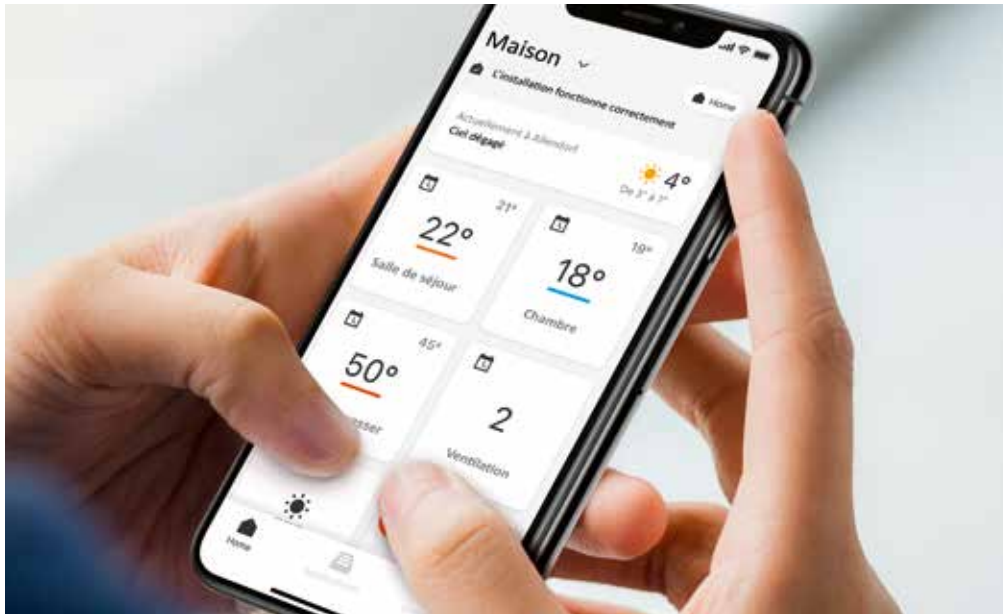 Maison
Home
L'installation fonctionne correctement
Actuellement à Allendorf
Ciel dégagé
4°
De 3° à 1°
21°
22°
Salle de séjour
19°
18°
Chambre
45°
50°
2
Ventilation
Home